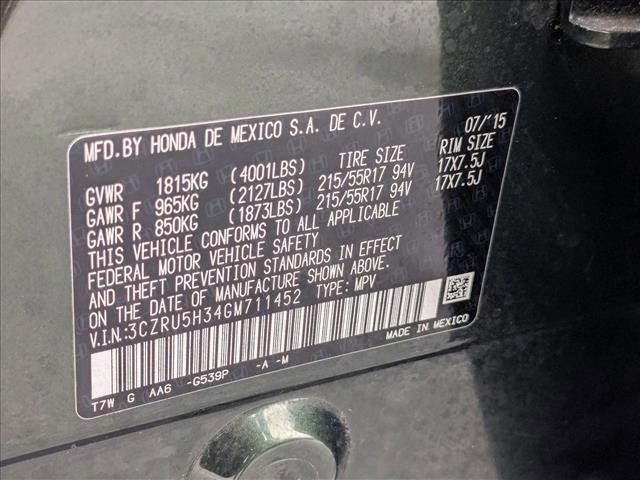 MFD.BY HONDA DE MEXICO S.A. DE C.V. 07/'15
TIRE SIZE RIM SIZE
GVWR 1815KG (4001LBS)
GAWR F 965KG (2127LBS) 215/55R17 94V 17X7.5J
GAWR R 850KG (1873LBS) 215/55R17 94V 17X7.5J
THIS VEHICLE CONFORMS TO ALL APPLICABLE
FEDERAL MOTOR VEHICLE SAFETY
AND THEFT PREVENTION STANDARDS IN EFFECT
ON THE DATE OF MANUFACTURE SHOWN ABOVE.
V.I.N:3CZRU5H34GM711452 TYPE: MPV
T7W G AA6 -G539P -A -M MADE IN MEXICO